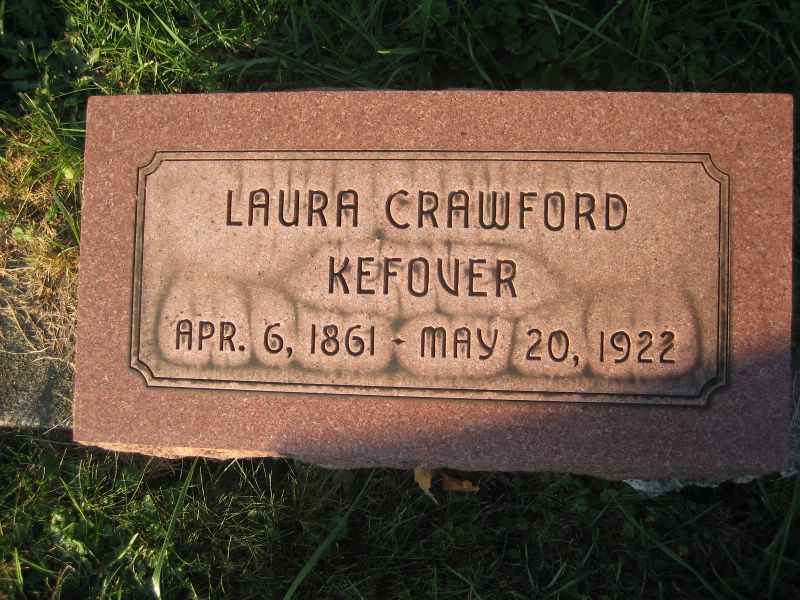 LAURA CRAWFORD
KEFOVER
APR. 6, 1861 - MAY 20, 1922